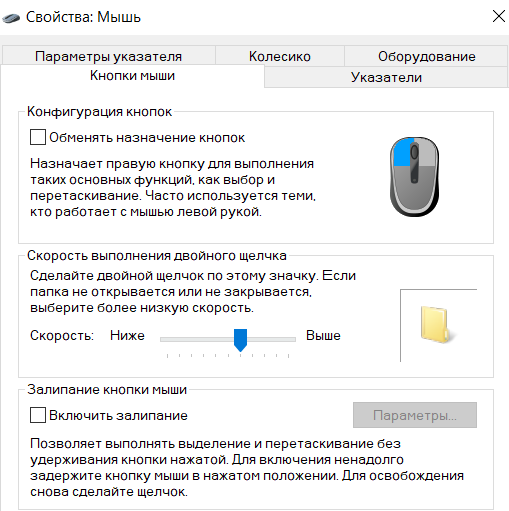 Свойства: Мышь
Параметры указателя
Колесико
Оборудование
Кнопки мыши
Указатели
Конфигурация кнопок
Обменять назначение кнопок
Назначает правую кнопку для выполнения
таких основных функций, как выбор и
перетаскивание. Часто используется теми,
кто работает с мышью левой рукой.
Скорость выполнения двойного щелчка
Сделайте двойной щелчок по этому значку. Если
папка не открывается или не закрывается,
выберите более низкую скорость.
Скорость: Ниже Выше
Залипание кнопки мыши
Включить залипание
Параметры...
Позволяет выполнять выделение и перетаскивание без
удерживания кнопки нажатой. Для включения ненадолго
задержите кнопку мыши в нажатом положении. Для освобождения
снова сделайте щелчок.